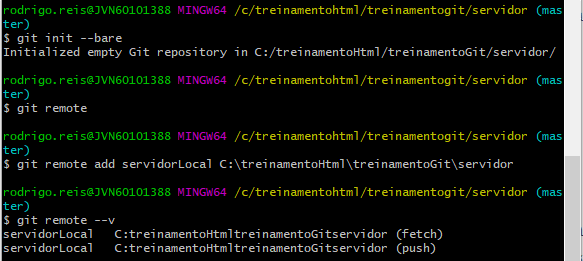 rodrigo.reis@JVN60101388 MINGW64 /c/treinamentohtml/treinamentogit/servidor (mas
ter)
$ git init --bare
Initialized empty Git repository in C:/treinamentoHtml/treinamentoGit/servidor/
rodrigo.reis@JVN60101388 MINGW64 /c/treinamentohtml/treinamentogit/servidor (mas
ter)
$ git remote
rodrigo.reis@JVN60101388 MINGW64 /c/treinamentohtml/treinamentogit/servidor (mas
ter)
$ git remote add servidorLocal C:\treinamentoHtml\treinamentoGit\servidor
rodrigo.reis@JVN60101388 MINGW64 /c/treinamentohtml/treinamentogit/servidor (mas
ter)
$ git remote --v
servidorLocal   C:treinamentoHtmltreinamentoGitservidor (fetch)
servidorLocal   C:treinamentoHtmltreinamentoGitservidor (push)